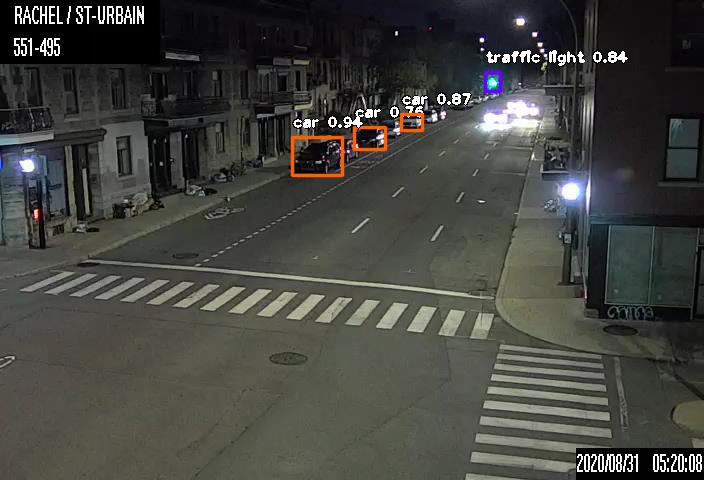 RACHEL / ST-URBAIN
551-495
traffic light 0.84
car 0.87
car 0.76
car 0.94
2020/08/31 05:20:08